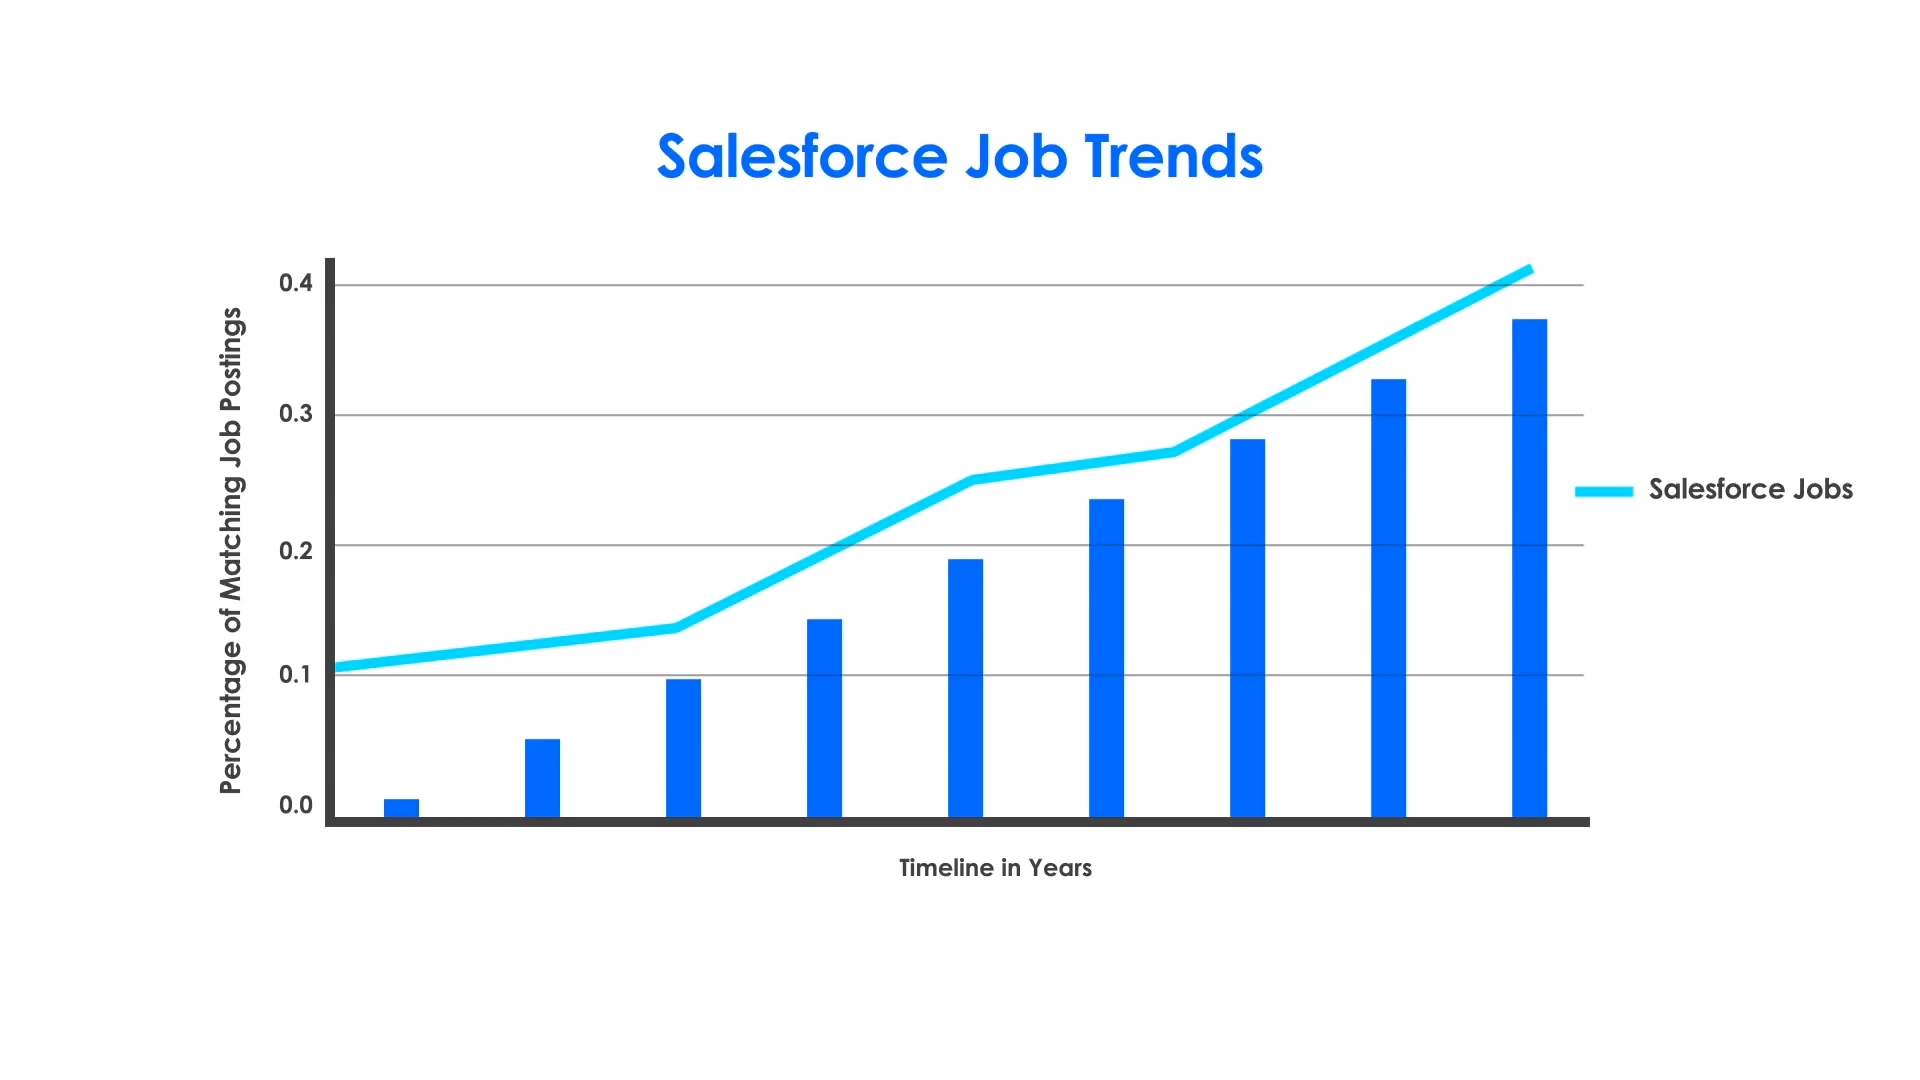 Salesforce Job Trends
Percentage of Matching Job Postings
0.4
0.3
0.2
0.1
0.0
Salesforce Jobs
Timeline in Years